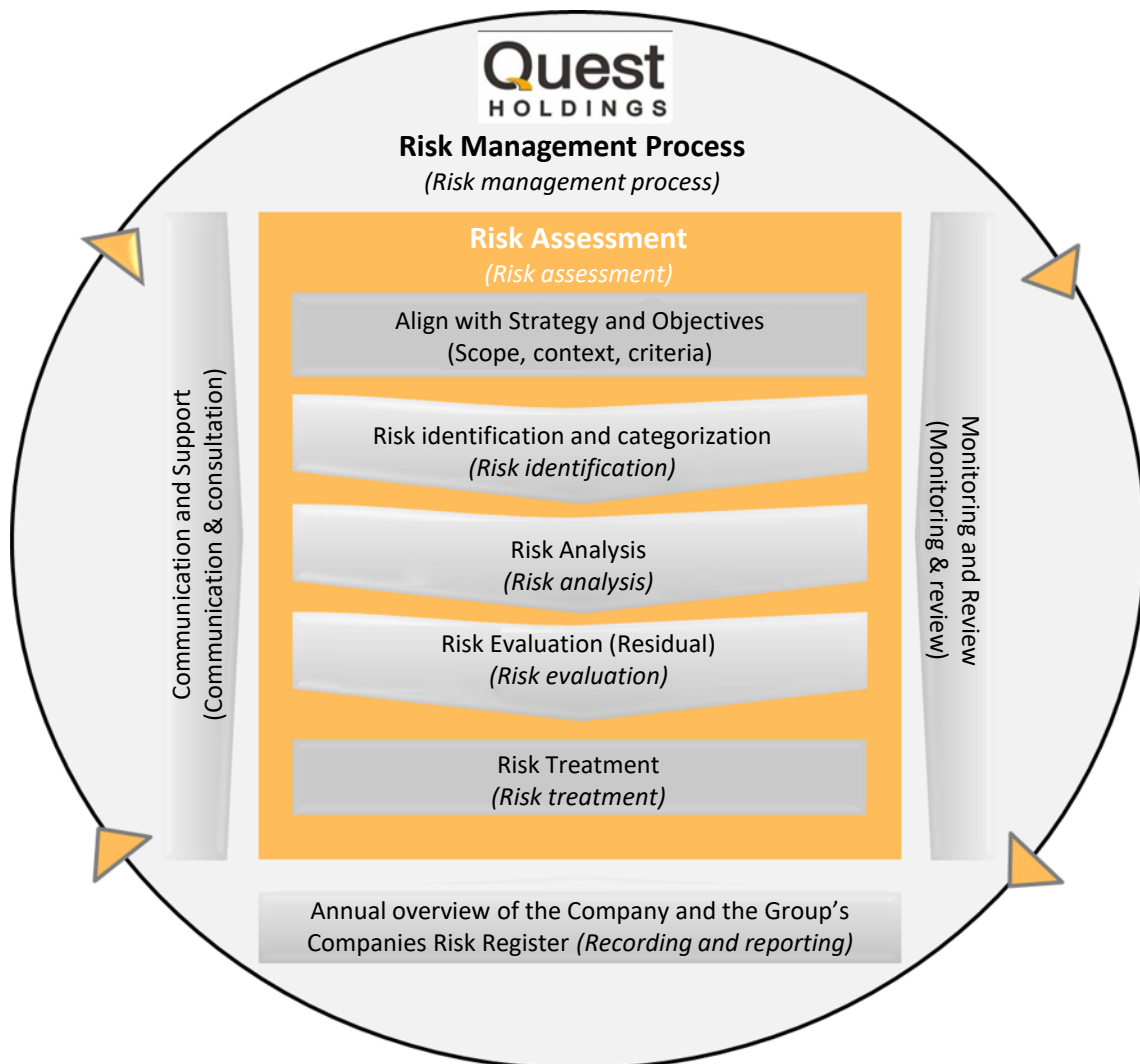 Quest
HOLDINGS
Risk Management Process
(Risk management process)
Risk Assessment
(Risk assessment)
Align with Strategy and Objectives
(Scope, context, criteria)
Risk identification and categorization
(Risk identification)
Risk Analysis
(Risk analysis)
Risk Evaluation (Residual)
(Risk evaluation)
Risk Treatment
(Risk treatment)
Communication and Support
(Communication & consultation)
Monitoring and Review
(Monitoring & review)
Annual overview of the Company and the Group's
Companies Risk Register (Recording and reporting)